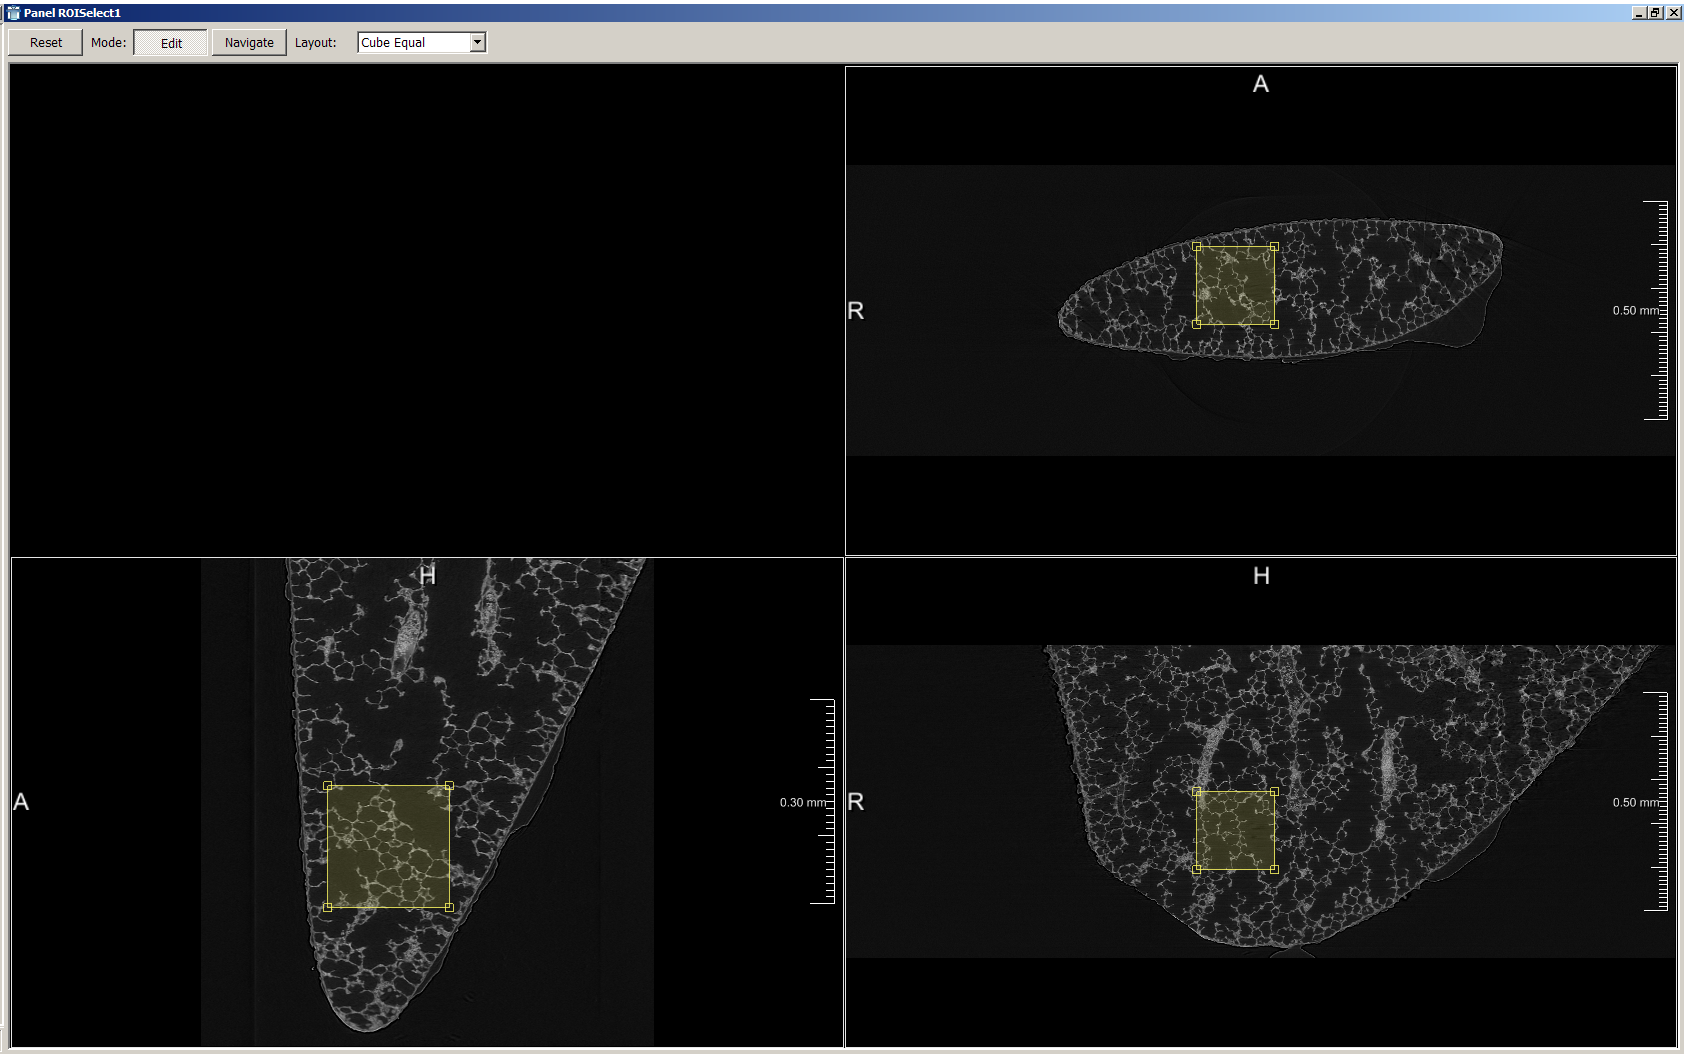 Panel ROISelect1
Reset Mode: Edit Navigate Layout: Cube Equal
A
R
0.50 mm
H
A
0.30 mm
H
R
0.50 mm